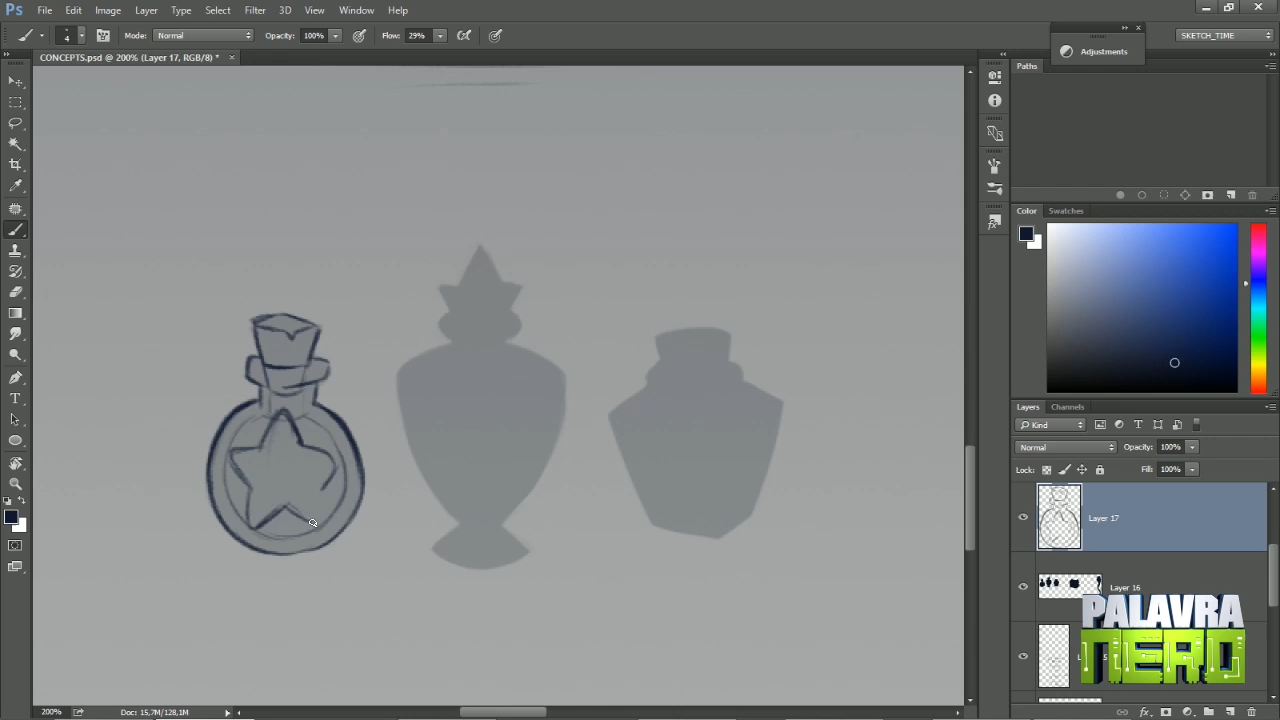 Ps File Edit Image Layer Type Select Filter 3D View Window Help
4 Mode: Normal Opacity: 100% Flow: 29% SKETCH_TIME
Adjustments
CONCEPTS.psd @ 200% (Layer 17, RGB/8) *
Paths
Color Swatches
Layers Channels
Kind
Normal Opacity: 100%
Lock: Fill: 100%
Layer 17
Layer 16
PALAVRA
NERD
200% Doc: 15,7M/128,1M